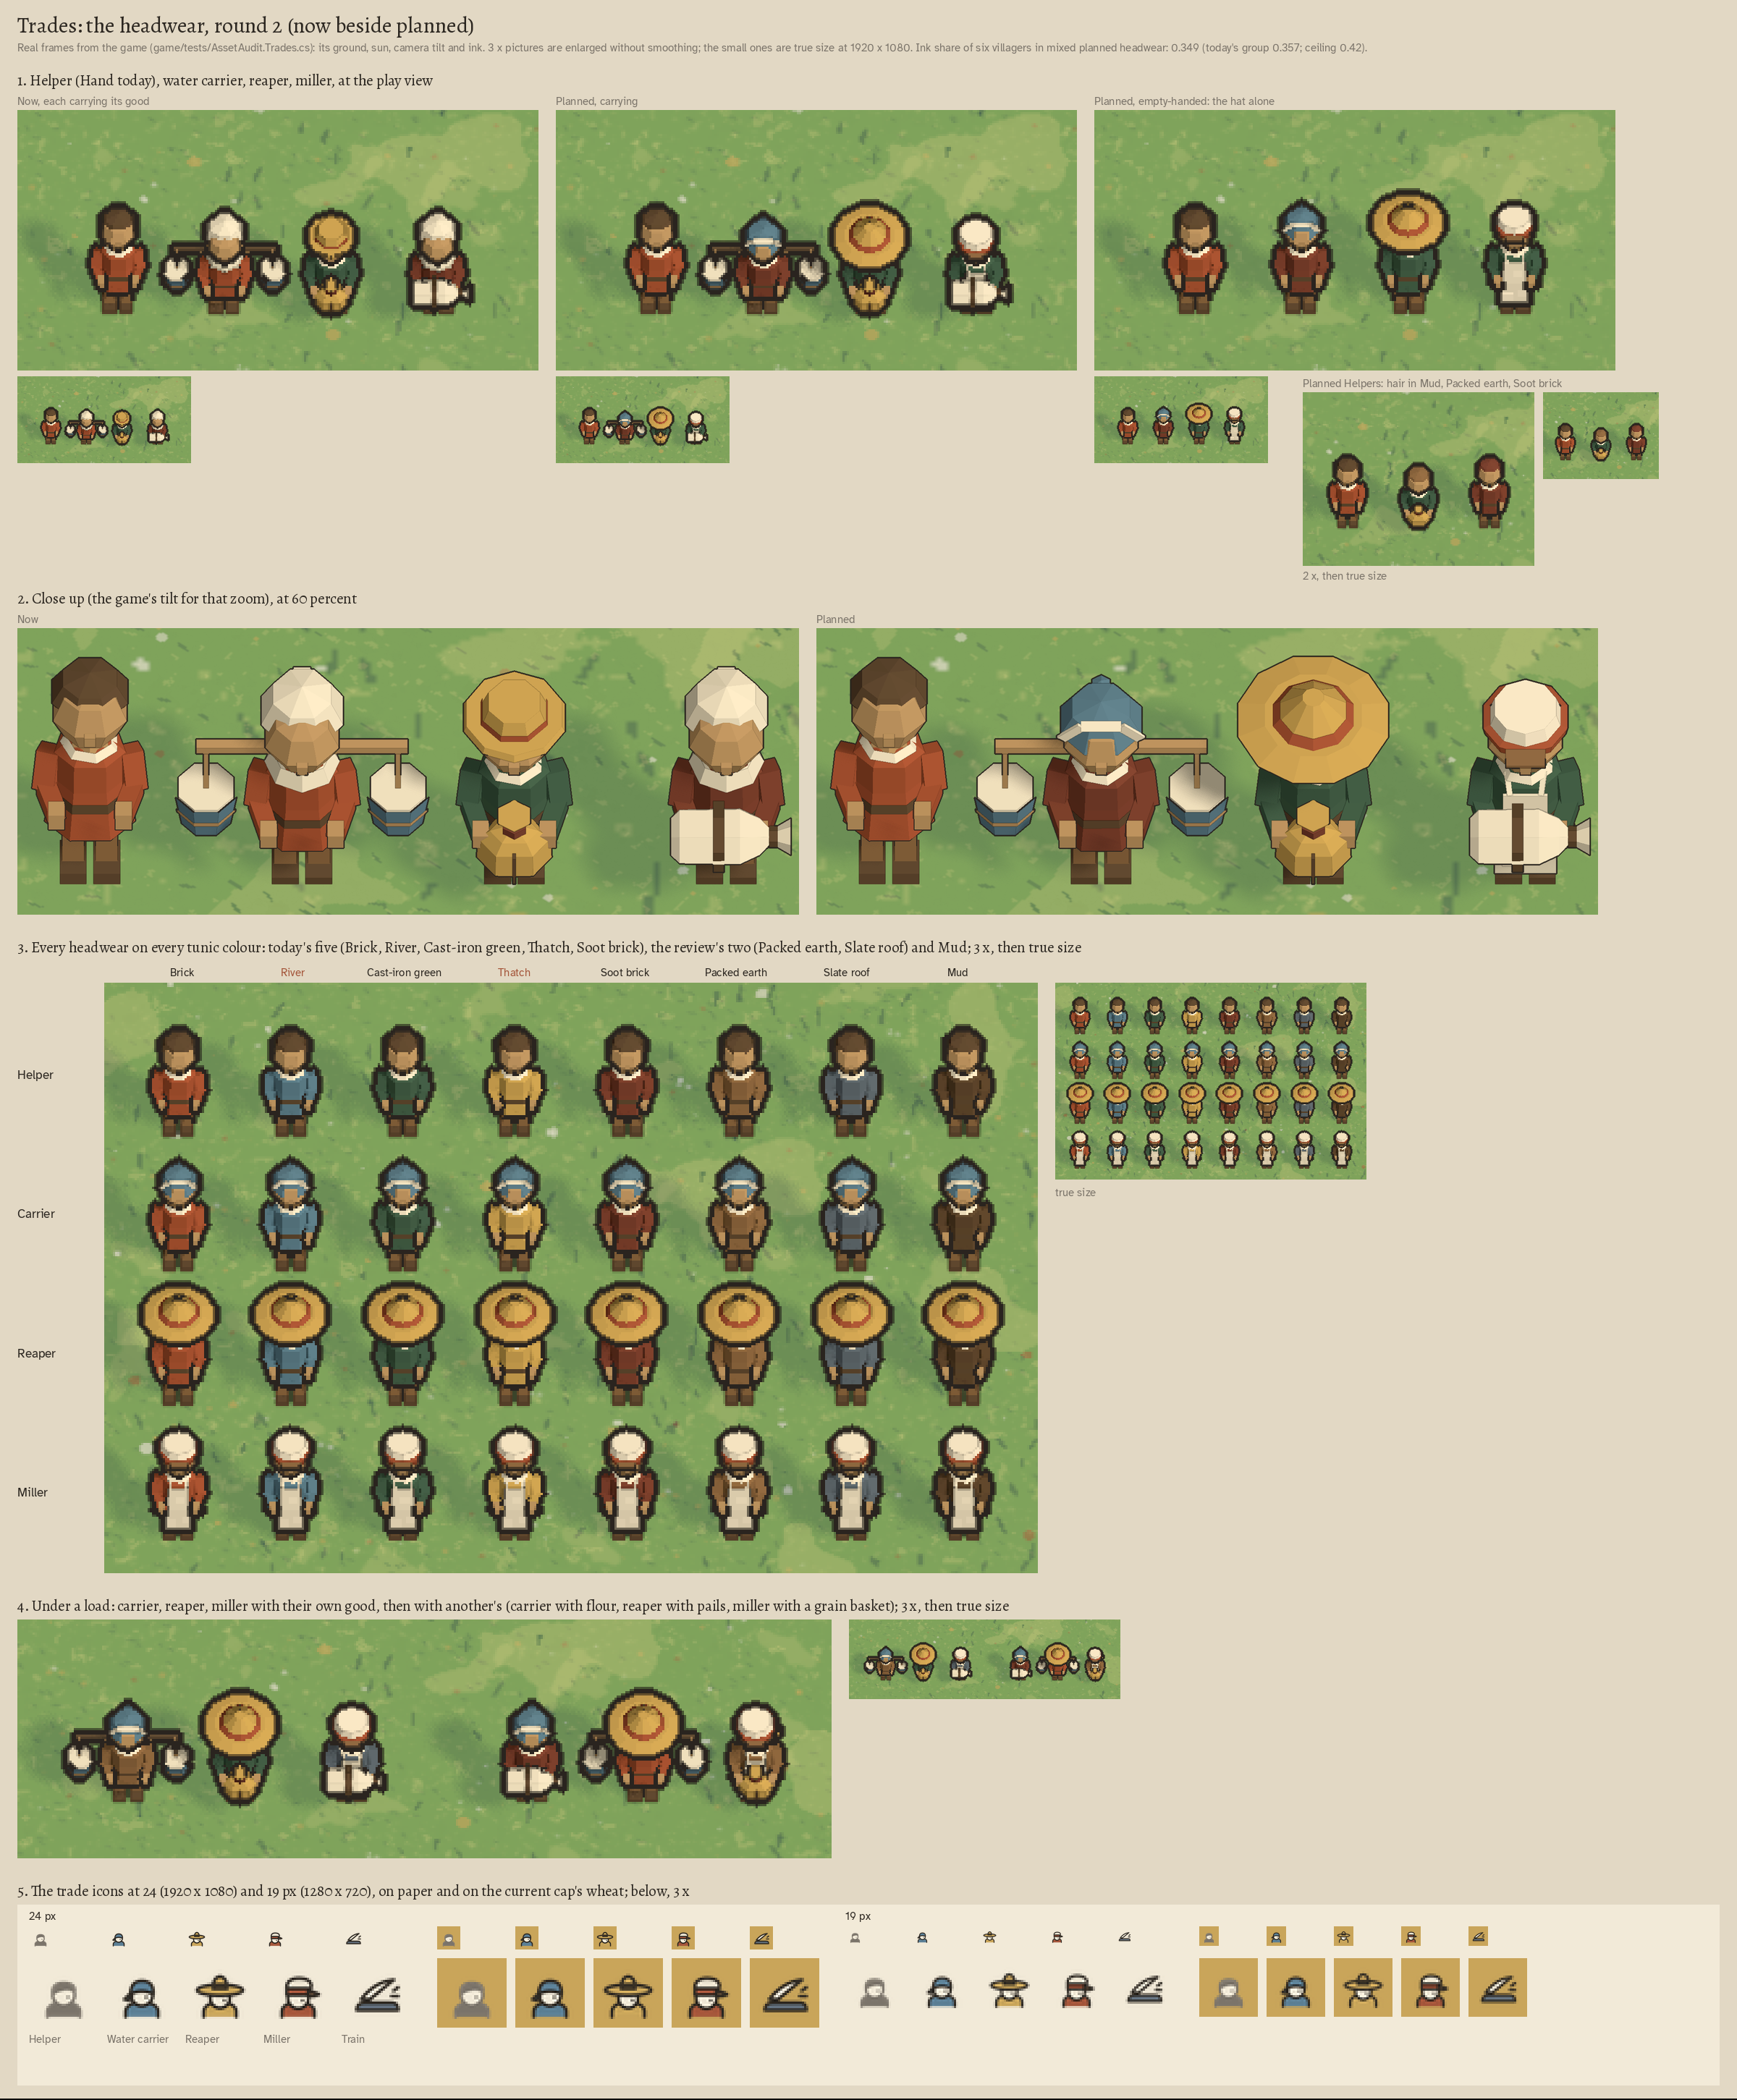 Trades: the headwear, round 2 (now beside planned)
Real frames from the game (game/tests/AssetAudit.Trades.cs): its ground, sun, camera tilt and ink. 3 x pictures are enlarged without smoothing; the small ones are true size at 1920 x 1080. Ink share of six villagers in mixed planned headwear: 0.349 (today's group 0.357; ceiling 0.42).
1. Helper (Hand today), water carrier, reaper, miller, at the play view
Now, each carrying its good
Planned, carrying
Planned, empty-handed: the hat alone
Planned Helpers: hair in Mud, Packed earth, Soot brick
2 x, then true size
2. Close up (the game's tilt for that zoom), at 60 percent
Now
Planned
3. Every headwear on every tunic colour: today's five (Brick, River, Cast-iron green, Thatch, Soot brick), the review's two (Packed earth, Slate roof) and Mud; 3 x, then true size
Brick
River
Cast-iron green
Thatch
Soot brick
Packed earth
Slate roof
Mud
Helper
Carrier
Reaper
Miller
true size
4. Under a load: carrier, reaper, miller with their own good, then with another's (carrier with flour, reaper with pails, miller with a grain basket); 3 x, then true size
5. The trade icons at 24 (1920 x 1080) and 19 px (1280 x 720), on paper and on the current cap's wheat; below, 3 x
24 px
19 px
Helper
Water carrier
Reaper
Miller
Train